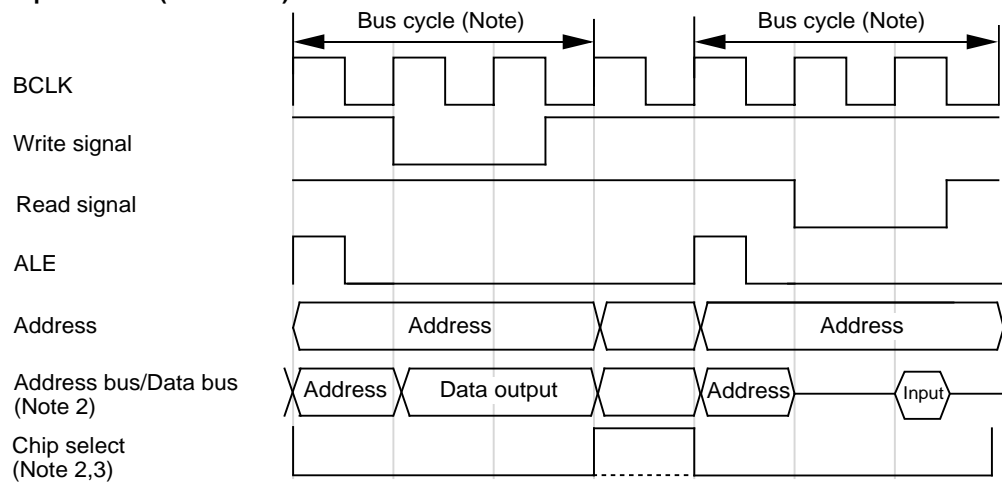 Bus cycle (Note) Bus cycle (Note)
BCLK
Write signal
Read signal
ALE
Address Address Address
Address bus/Data bus
(Note 2) Address Data output Address Input
Chip select
(Note 2,3)